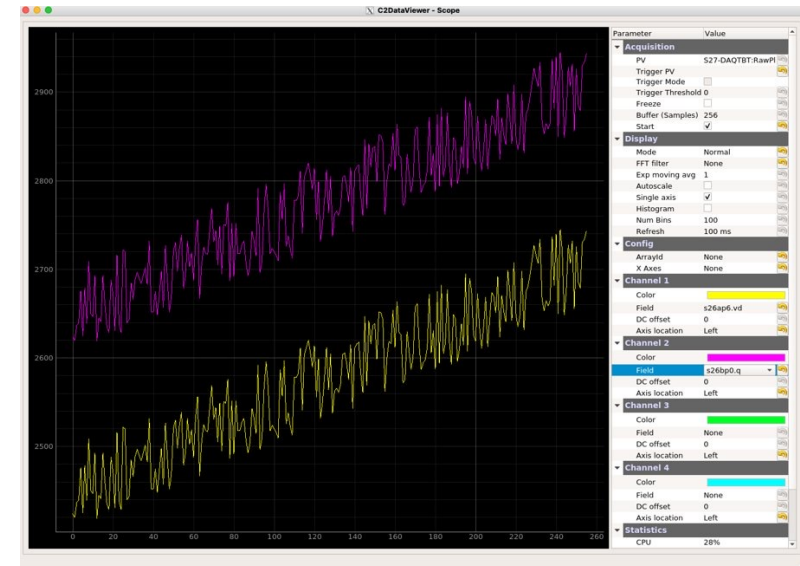 C2DataViewer - Scope
2900
2800
2700
2600
2500
0 20 40 60 80 100 120 140 160 180 200 220 240 260
Parameter Value
Acquisition
PV S27-DAQTBT:RawPl
Trigger PV
Trigger Mode
Trigger Threshold 0
Freeze
Buffer (Samples) 256
Start
Display
Mode Normal
FFT filter None
Exp moving avg 1
Autoscale
Single axis
Histogram
Num Bins 100
Refresh 100 ms
Config
ArrayId None
X Axes None
Channel 1
Color
Field s26ap6.vd
DC offset 0
Axis location Left
Channel 2
Color
Field s26bp0.q
DC offset 0
Axis location Left
Channel 3
Color
Field None
DC offset 0
Axis location Left
Channel 4
Color
Field None
DC offset 0
Axis location Left
Statistics
CPU 28%